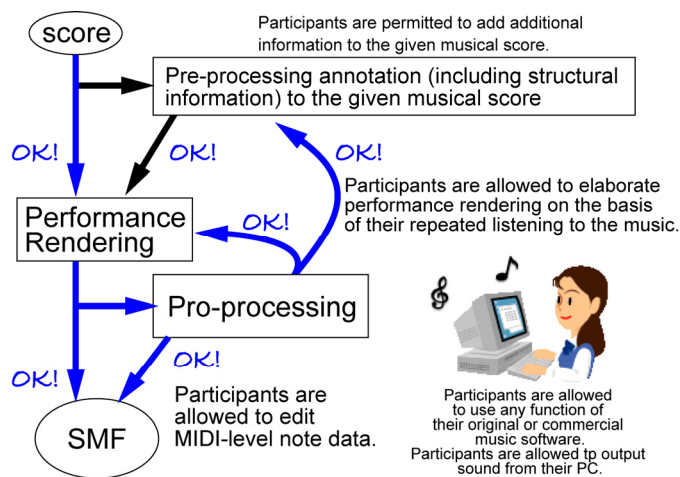 score
Participants are permitted to add additional
information to the given musical score.
Pre-processing annotation (including structural
information) to the given musical score
OK!
OK!
OK!
Participants are allowed to elaborate
performance rendering on the basis
of their repeated listening to the music.
OK!
Performance
Rendering
Pro-processing
OK!
OK!
Participants are
allowed to edit
MIDI-level note data.
SMF
Participants are allowed
to use any function of
their original or commercial
music software.
Participants are allowed tp output
sound from their PC.